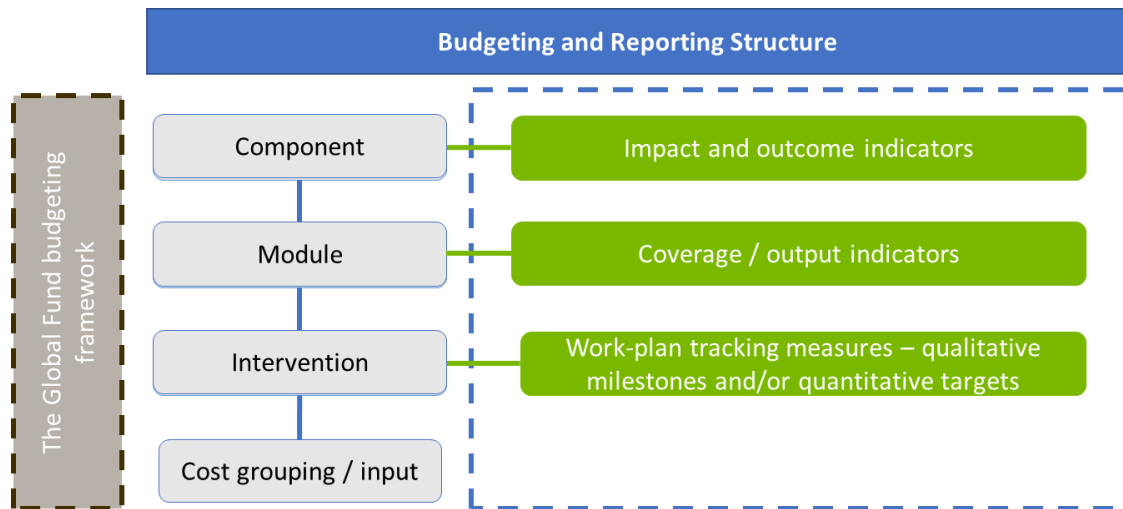 Budgeting and Reporting Structure
The Global Fund budgeting
framework
Component
Impact and outcome indicators
Module
Coverage / output indicators
Intervention
Work-plan tracking measures – qualitative
milestones and/or quantitative targets
Cost grouping / input